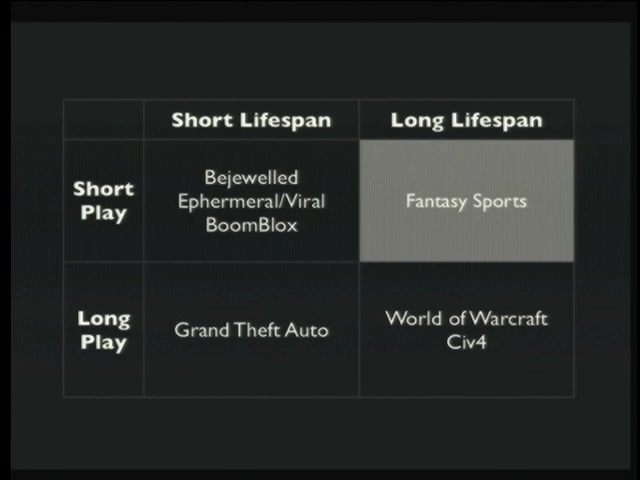 Short Lifespan
Long Lifespan
Short
Play
Bejewelled
Ephermeral/Viral
BoomBlox
Fantasy Sports
Long
Play
Grand Theft Auto
World of Warcraft
Civ4